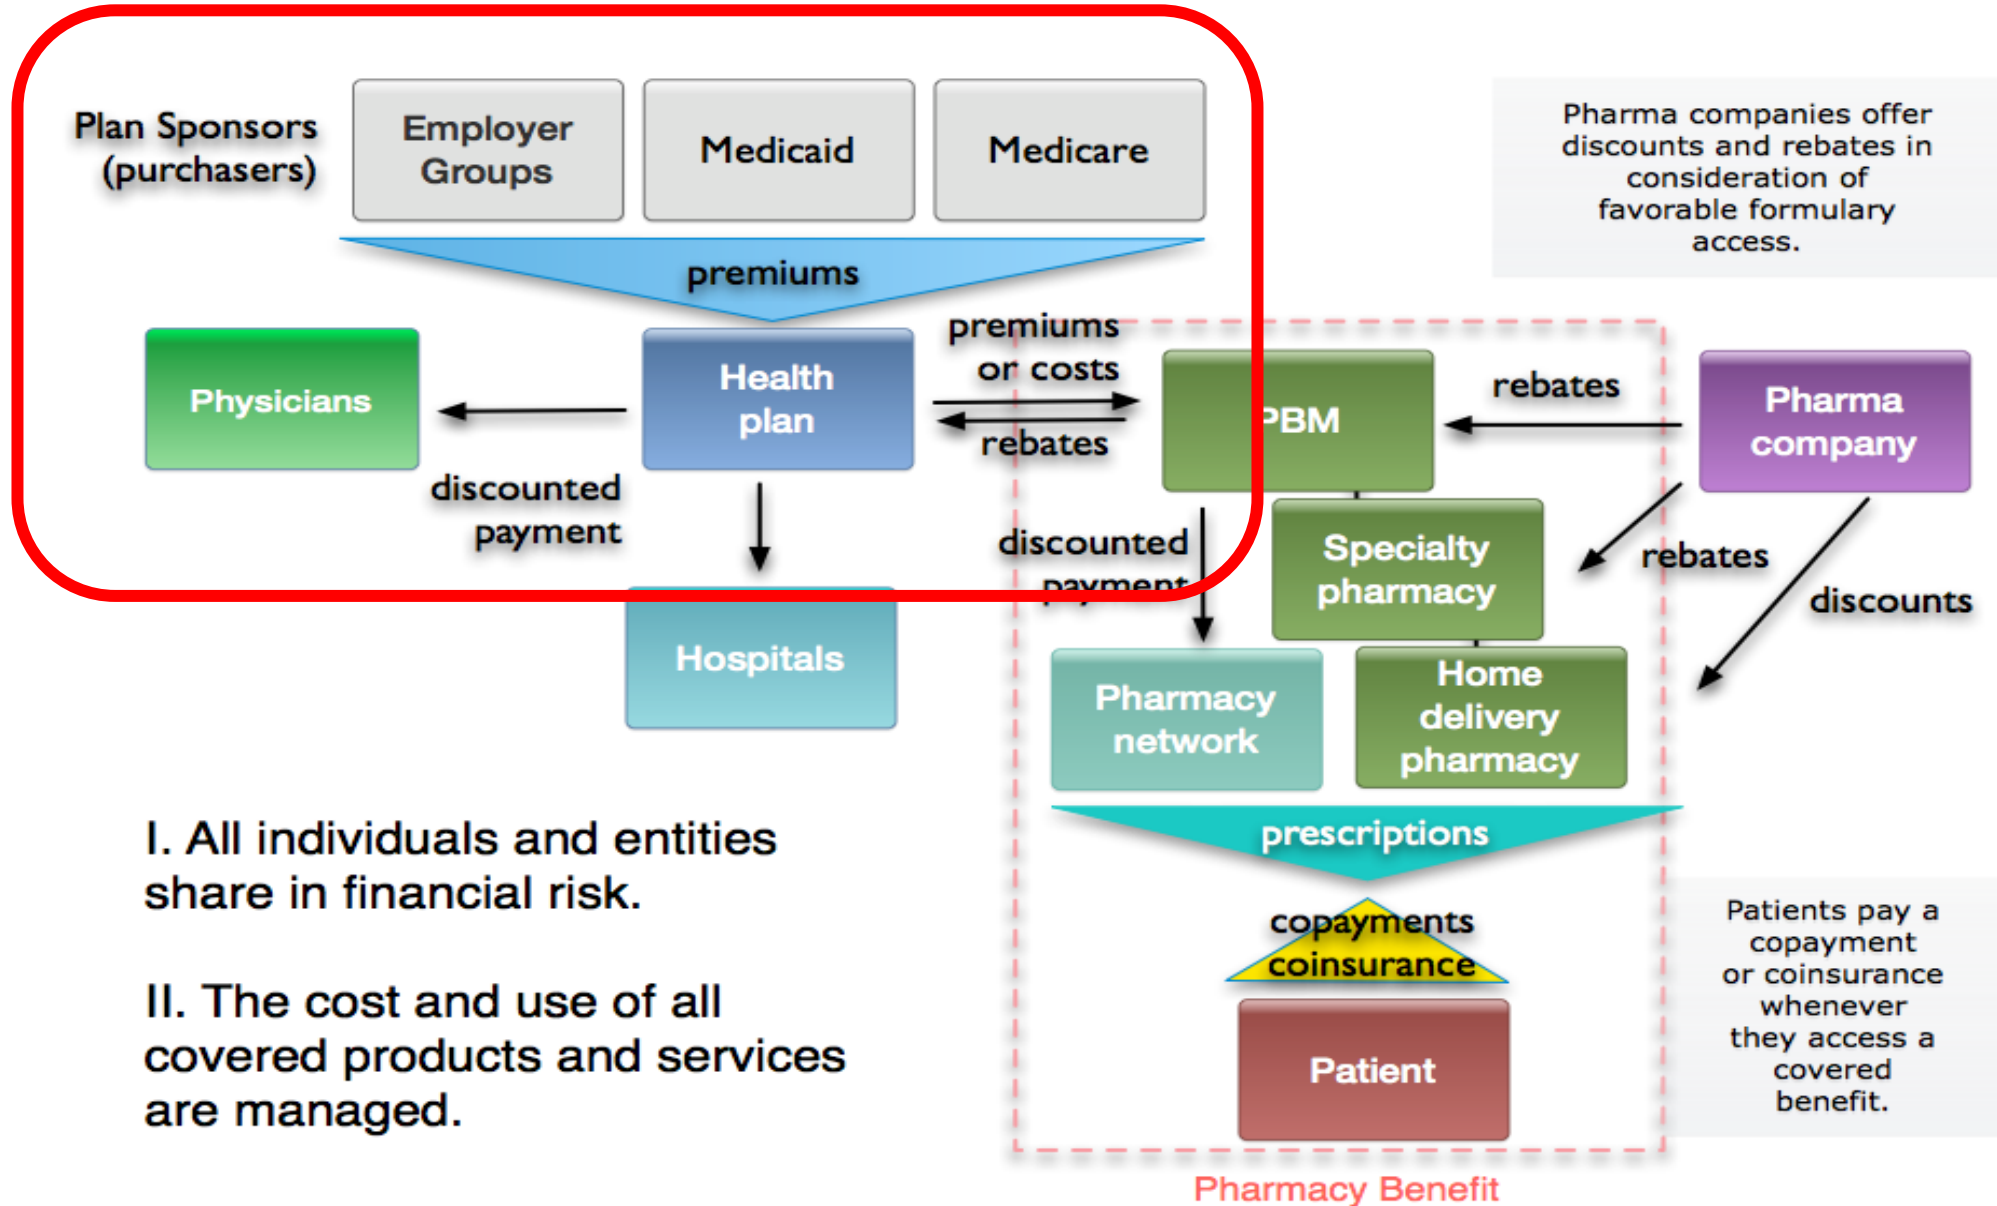 Plan Sponsors
(purchasers)
Employer
Groups
Medicaid
Medicare
Pharma companies offer
discounts and rebates in
consideration of
favorable formulary
access.
premiums
Physicians
Health
plan
premiums
or costs
rebates
PBM
rebates
Pharma
company
discounted
payment
discounted
payment
Specialty
pharmacy
rebates
discounts
Hospitals
Pharmacy
network
Home
delivery
pharmacy
prescriptions
I. All individuals and entities
share in financial risk.
II. The cost and use of all
covered products and services
are managed.
copayments
coinsurance
Patient
Patients pay a
copayment
or coinsurance
whenever
they access a
covered
benefit.
Pharmacy Benefit